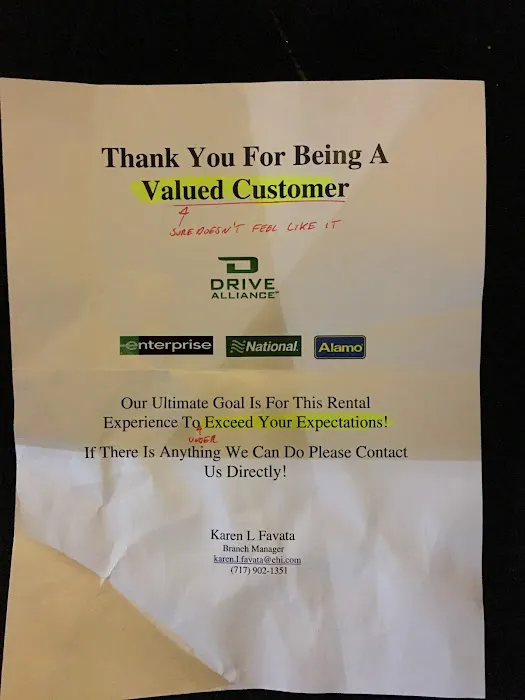 Thank You For Being A
Valued Customer
SURE DOESN'T FEEL LIKE IT
D
DRIVE
ALLIANCE®
enterprise
National
Alamo
Our Ultimate Goal Is For This Rental
Experience To Exceed Your Expectations!
UNDER
If There Is Anything We Can Do Please Contact
Us Directly!
Karen L Favata
Branch Manager
karen.l.favata@ehi.com
(717) 902-1351